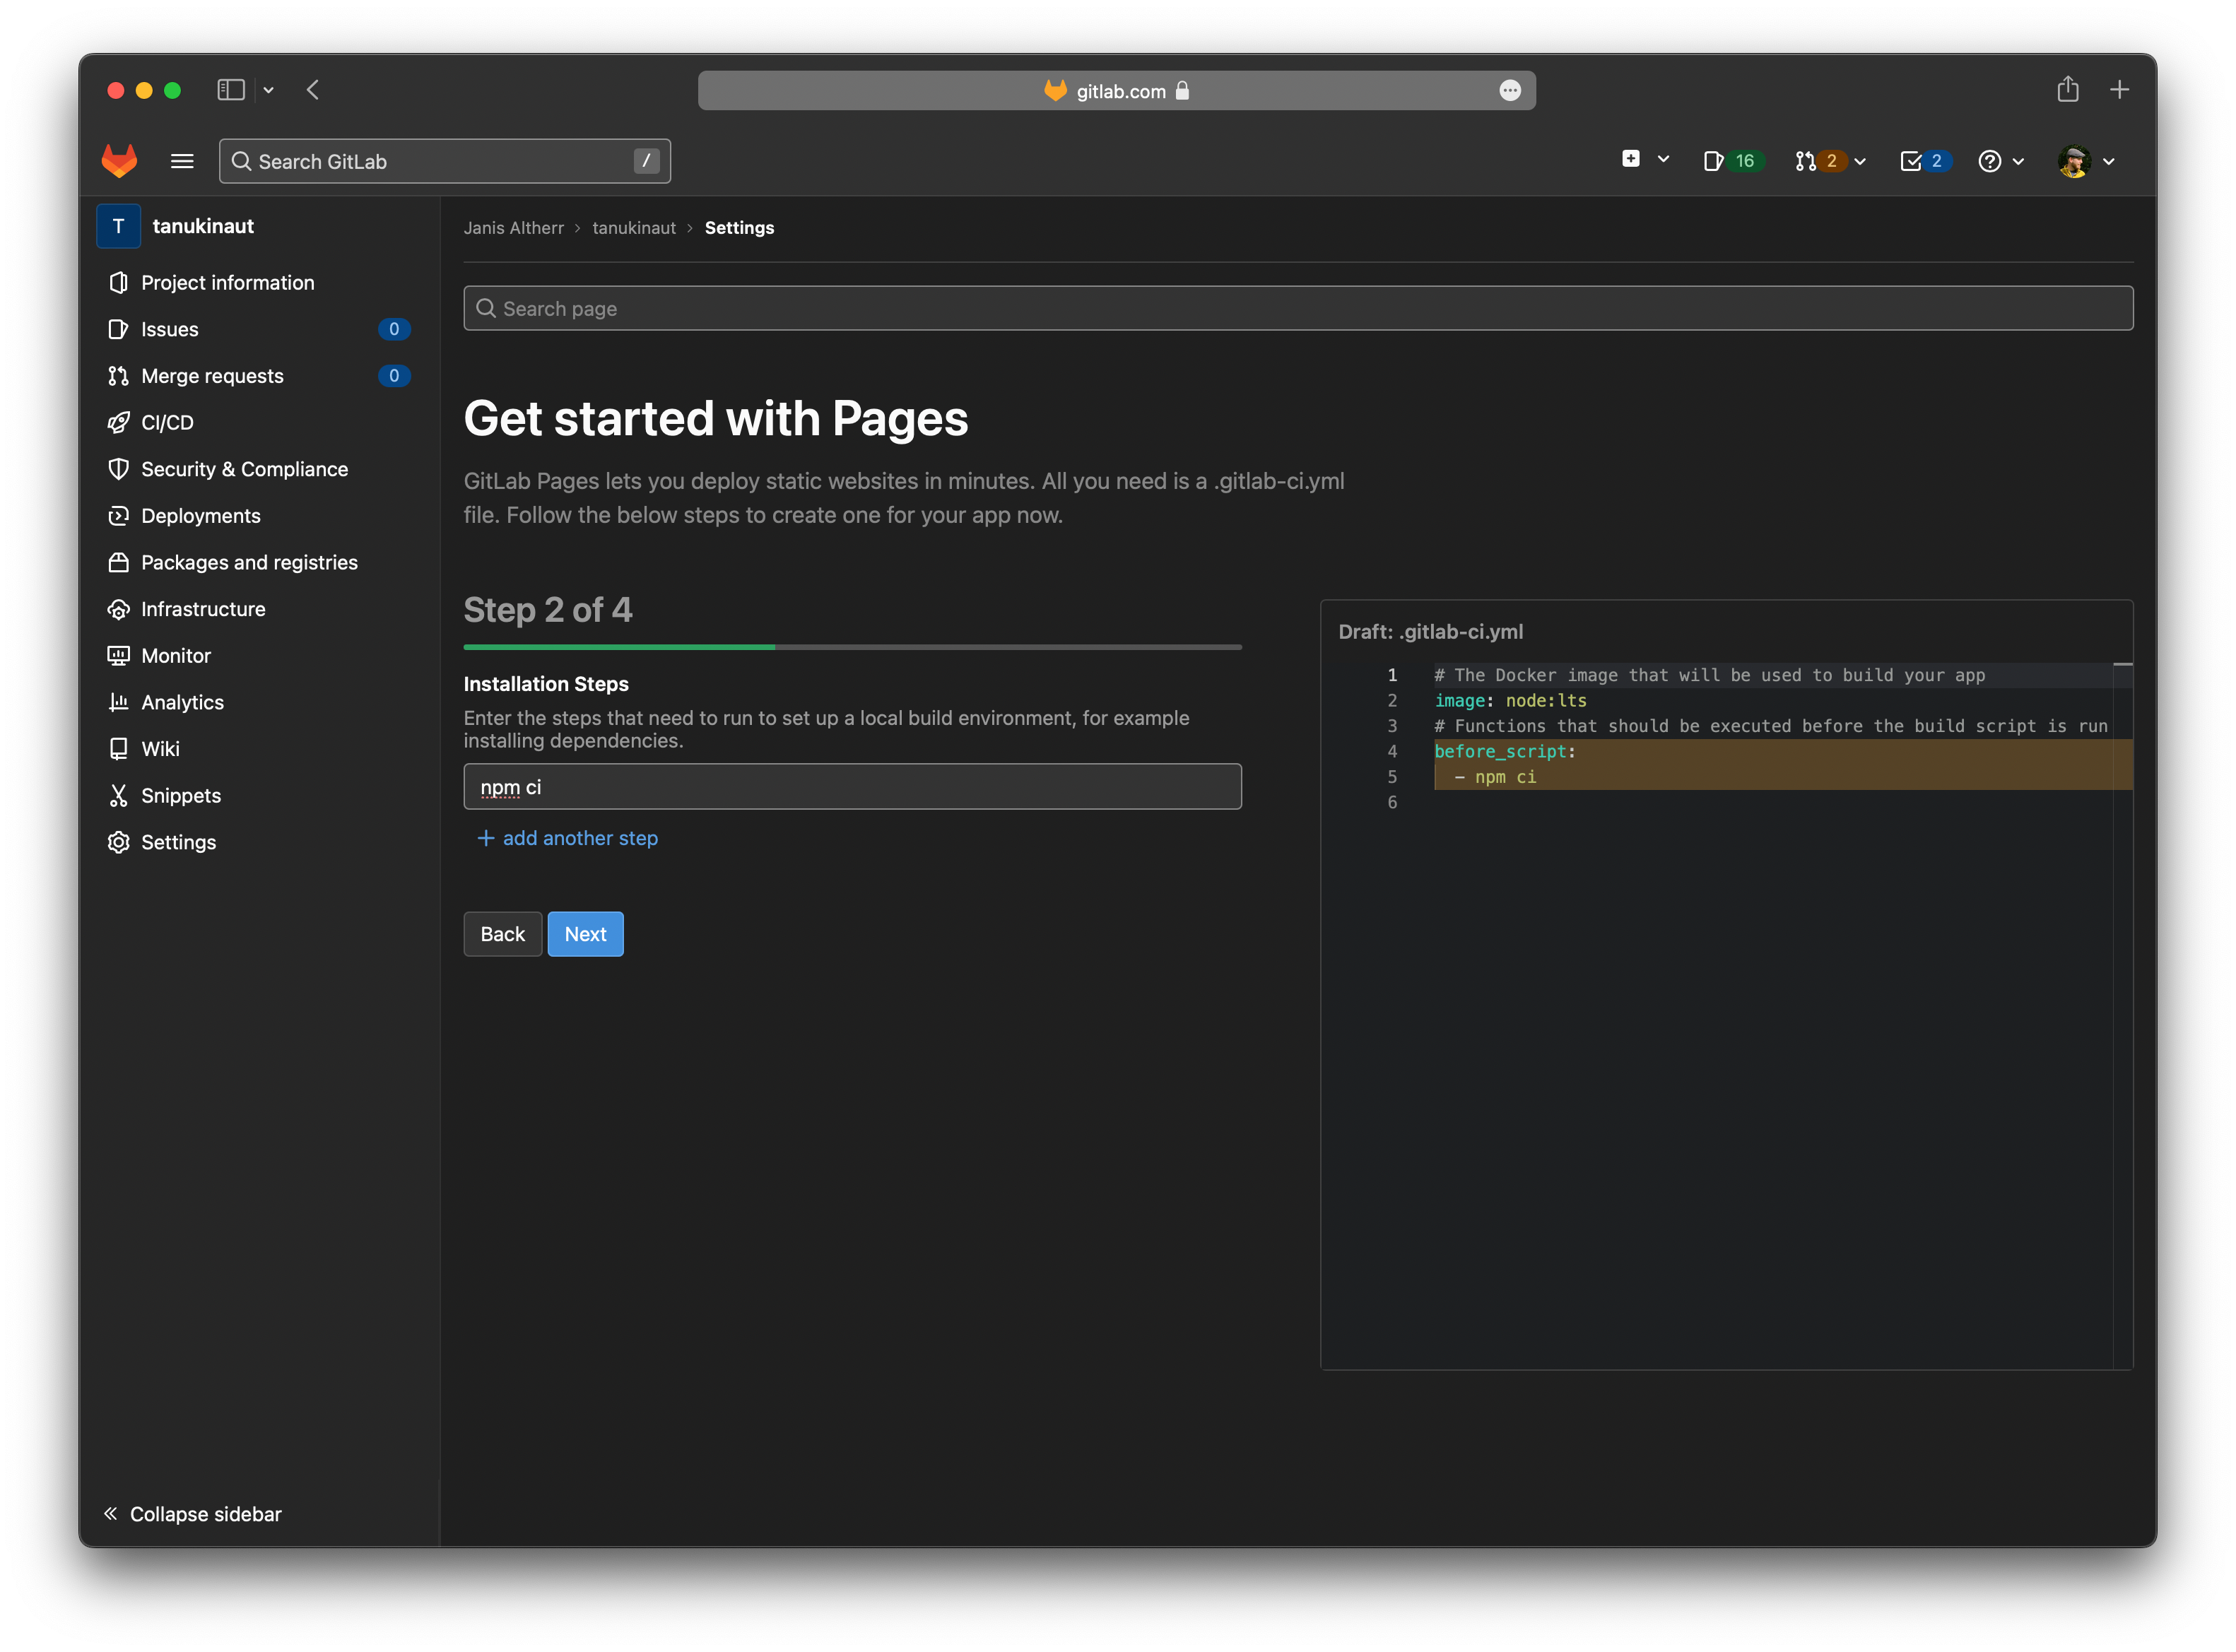 gitlab.com
Search GitLab /
16 2 2
T tanukinaut
Project information
Issues 0
Merge requests 0
CI/CD
Security & Compliance
Deployments
Packages and registries
Infrastructure
Monitor
Analytics
Wiki
Snippets
Settings
Collapse sidebar
Janis Altherr › tanukinaut › Settings
Search page
Get started with Pages
GitLab Pages lets you deploy static websites in minutes. All you need is a .gitlab-ci.yml
file. Follow the below steps to create one for your app now.
Step 2 of 4
Installation Steps
Enter the steps that need to run to set up a local build environment, for example
installing dependencies.
npm ci
+ add another step
Back Next
Draft: .gitlab-ci.yml
1 # The Docker image that will be used to build your app
2 image: node:lts
3 # Functions that should be executed before the build script is run
4 before_script:
5 - npm ci
6